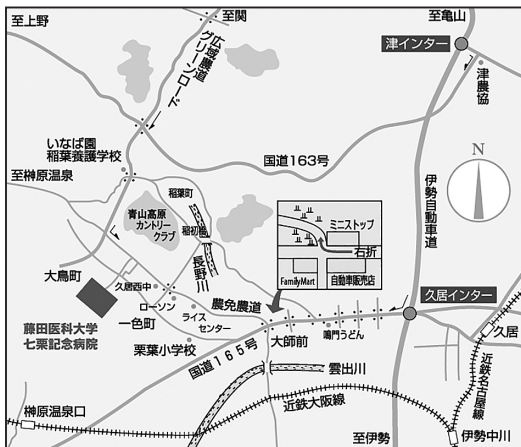 至上野
至関
至亀山
広域農道
グリーンロード
津インター
津農協
いなば園
稲葉養護学校
国道163号
N
至榊原温泉
稲葉町
青山高原
カントリー
クラブ
稲初橋
長野川
伊勢自動車道
ミニストップ
右折
FamilyMart
自動車販売店
大鳥町
久居西中
ローソン
農免農道
久居インター
藤田医科大学
七栗記念病院
一色町
ライス
センター
大師前
鳴門うどん
久居
栗葉小学校
国道165号
雲出川
近鉄名古屋線
榊原温泉口
近鉄大阪線
至伊勢
伊勢中川